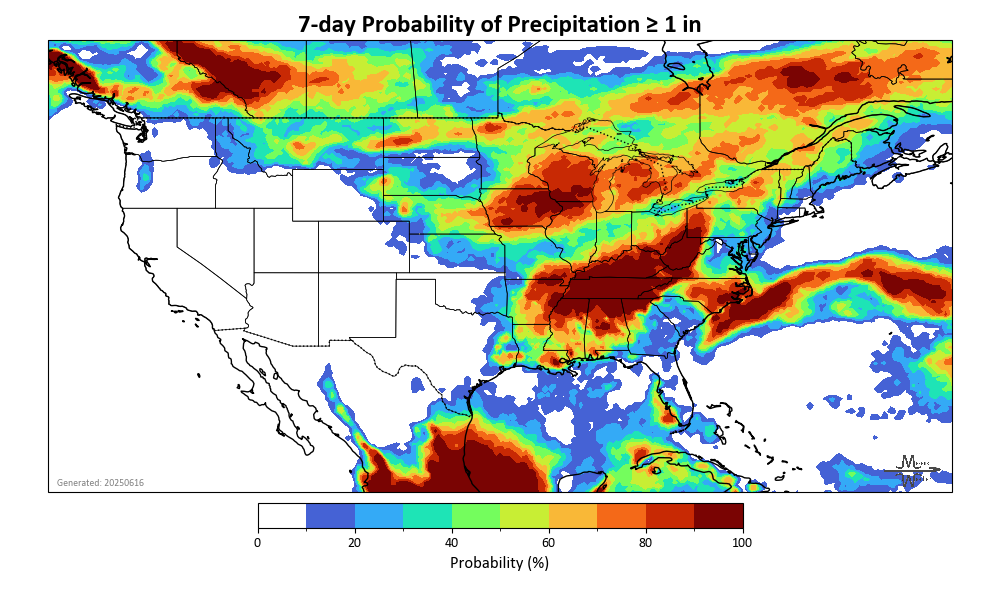 7-day Probability of Precipitation ≥ 1 in
Generated: 20250616
0 20 40 60 80 100
Probability (%)